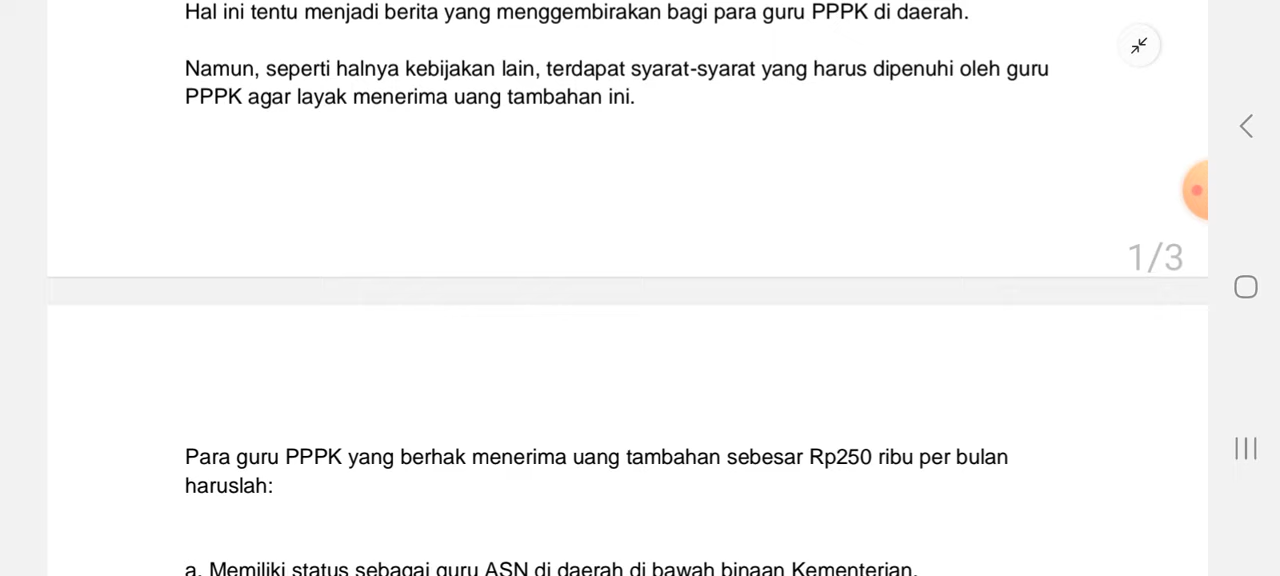 Hal ini tentu menjadi berita yang menggembirakan bagi para guru PPPK di daerah.
Namun, seperti halnya kebijakan lain, terdapat syarat-syarat yang harus dipenuhi oleh guru
PPPK agar layak menerima uang tambahan ini.
1/3
Para guru PPPK yang berhak menerima uang tambahan sebesar Rp250 ribu per bulan
haruslah:
a. Memiliki status sebagai guru ASN di daerah di bawah binaan Kementerian.